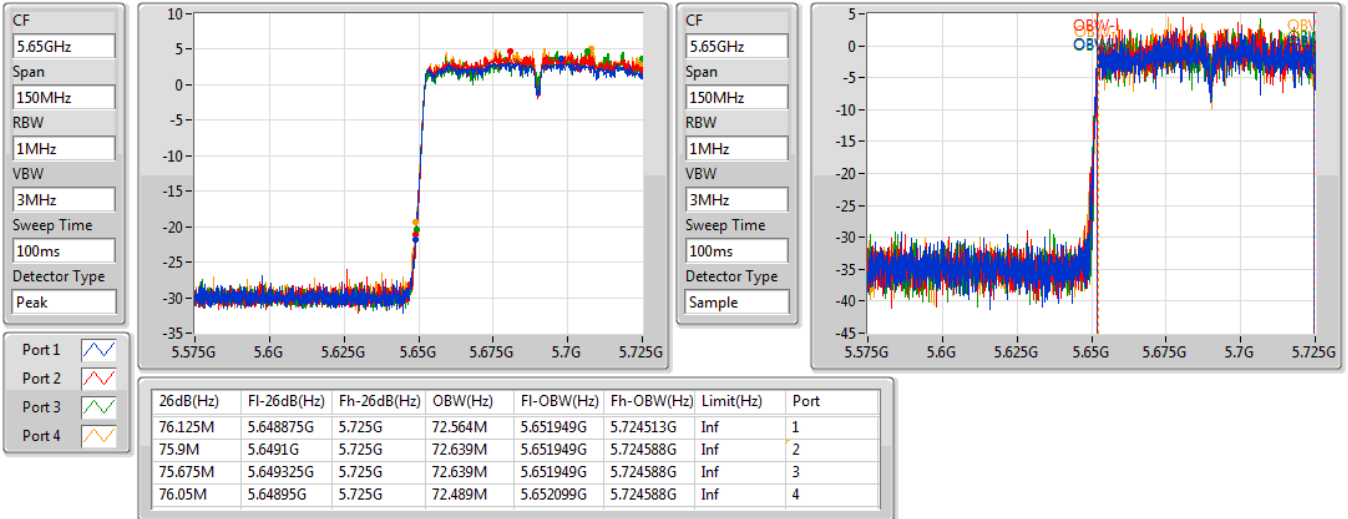 CF
5.65GHz
Span
150MHz
RBW
1MHz
VBW
3MHz
Sweep Time
100ms
Detector Type
Peak
10
5
0
-5
-10
-15
-20
-25
-30
-35
5.575G 5.6G 5.625G 5.65G 5.675G 5.7G 5.725G
CF
5.65GHz
Span
150MHz
RBW
1MHz
VBW
3MHz
Sweep Time
100ms
Detector Type
Sample
5
0
-5
-10
-15
-20
-25
-30
-35
-40
-45
5.575G 5.6G 5.625G 5.65G 5.675G 5.7G 5.725G
Port 1
Port 2
Port 3
Port 4
26dB(Hz) Fl-26dB(Hz) Fh-26dB(Hz) OBW(Hz) Fl-OBW(Hz) Fh-OBW(Hz) Limit(Hz) Port
76.125M 5.648875G 5.725G 72.564M 5.651949G 5.724513G Inf 1
75.9M 5.6491G 5.725G 72.639M 5.651949G 5.724588G Inf 2
75.675M 5.649325G 5.725G 72.639M 5.651949G 5.724588G Inf 3
76.05M 5.64895G 5.725G 72.489M 5.652099G 5.724588G Inf 4